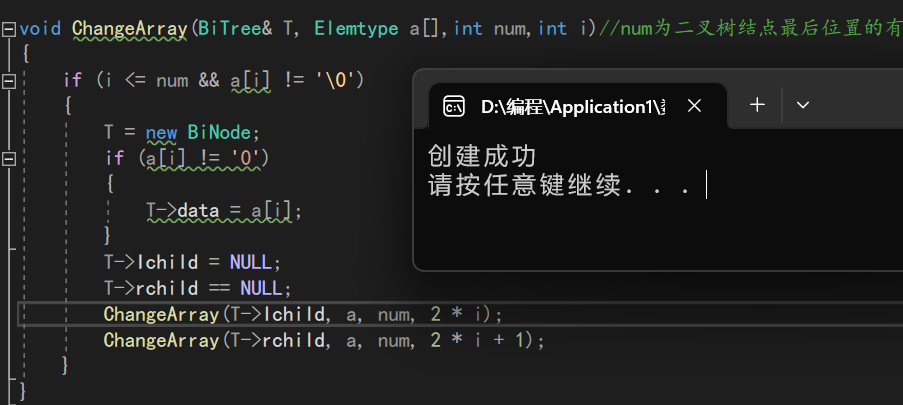 void ChangeArray(BiTree& T, Elemtype a[],int num,int i)//num为二叉树结点最后位置的有
{
if (i <= num && a[i] != '\0')
{
T = new BiNode;
if (a[i] != '0')
{
T->data = a[i];
}
T->lchild = NULL;
T->rchild == NULL;
ChangeArray(T->lchild, a, num, 2 * i);
ChangeArray(T->rchild, a, num, 2 * i + 1);
}
}
D:\编程\Application1\
创建成功
请按任意键继续. . .